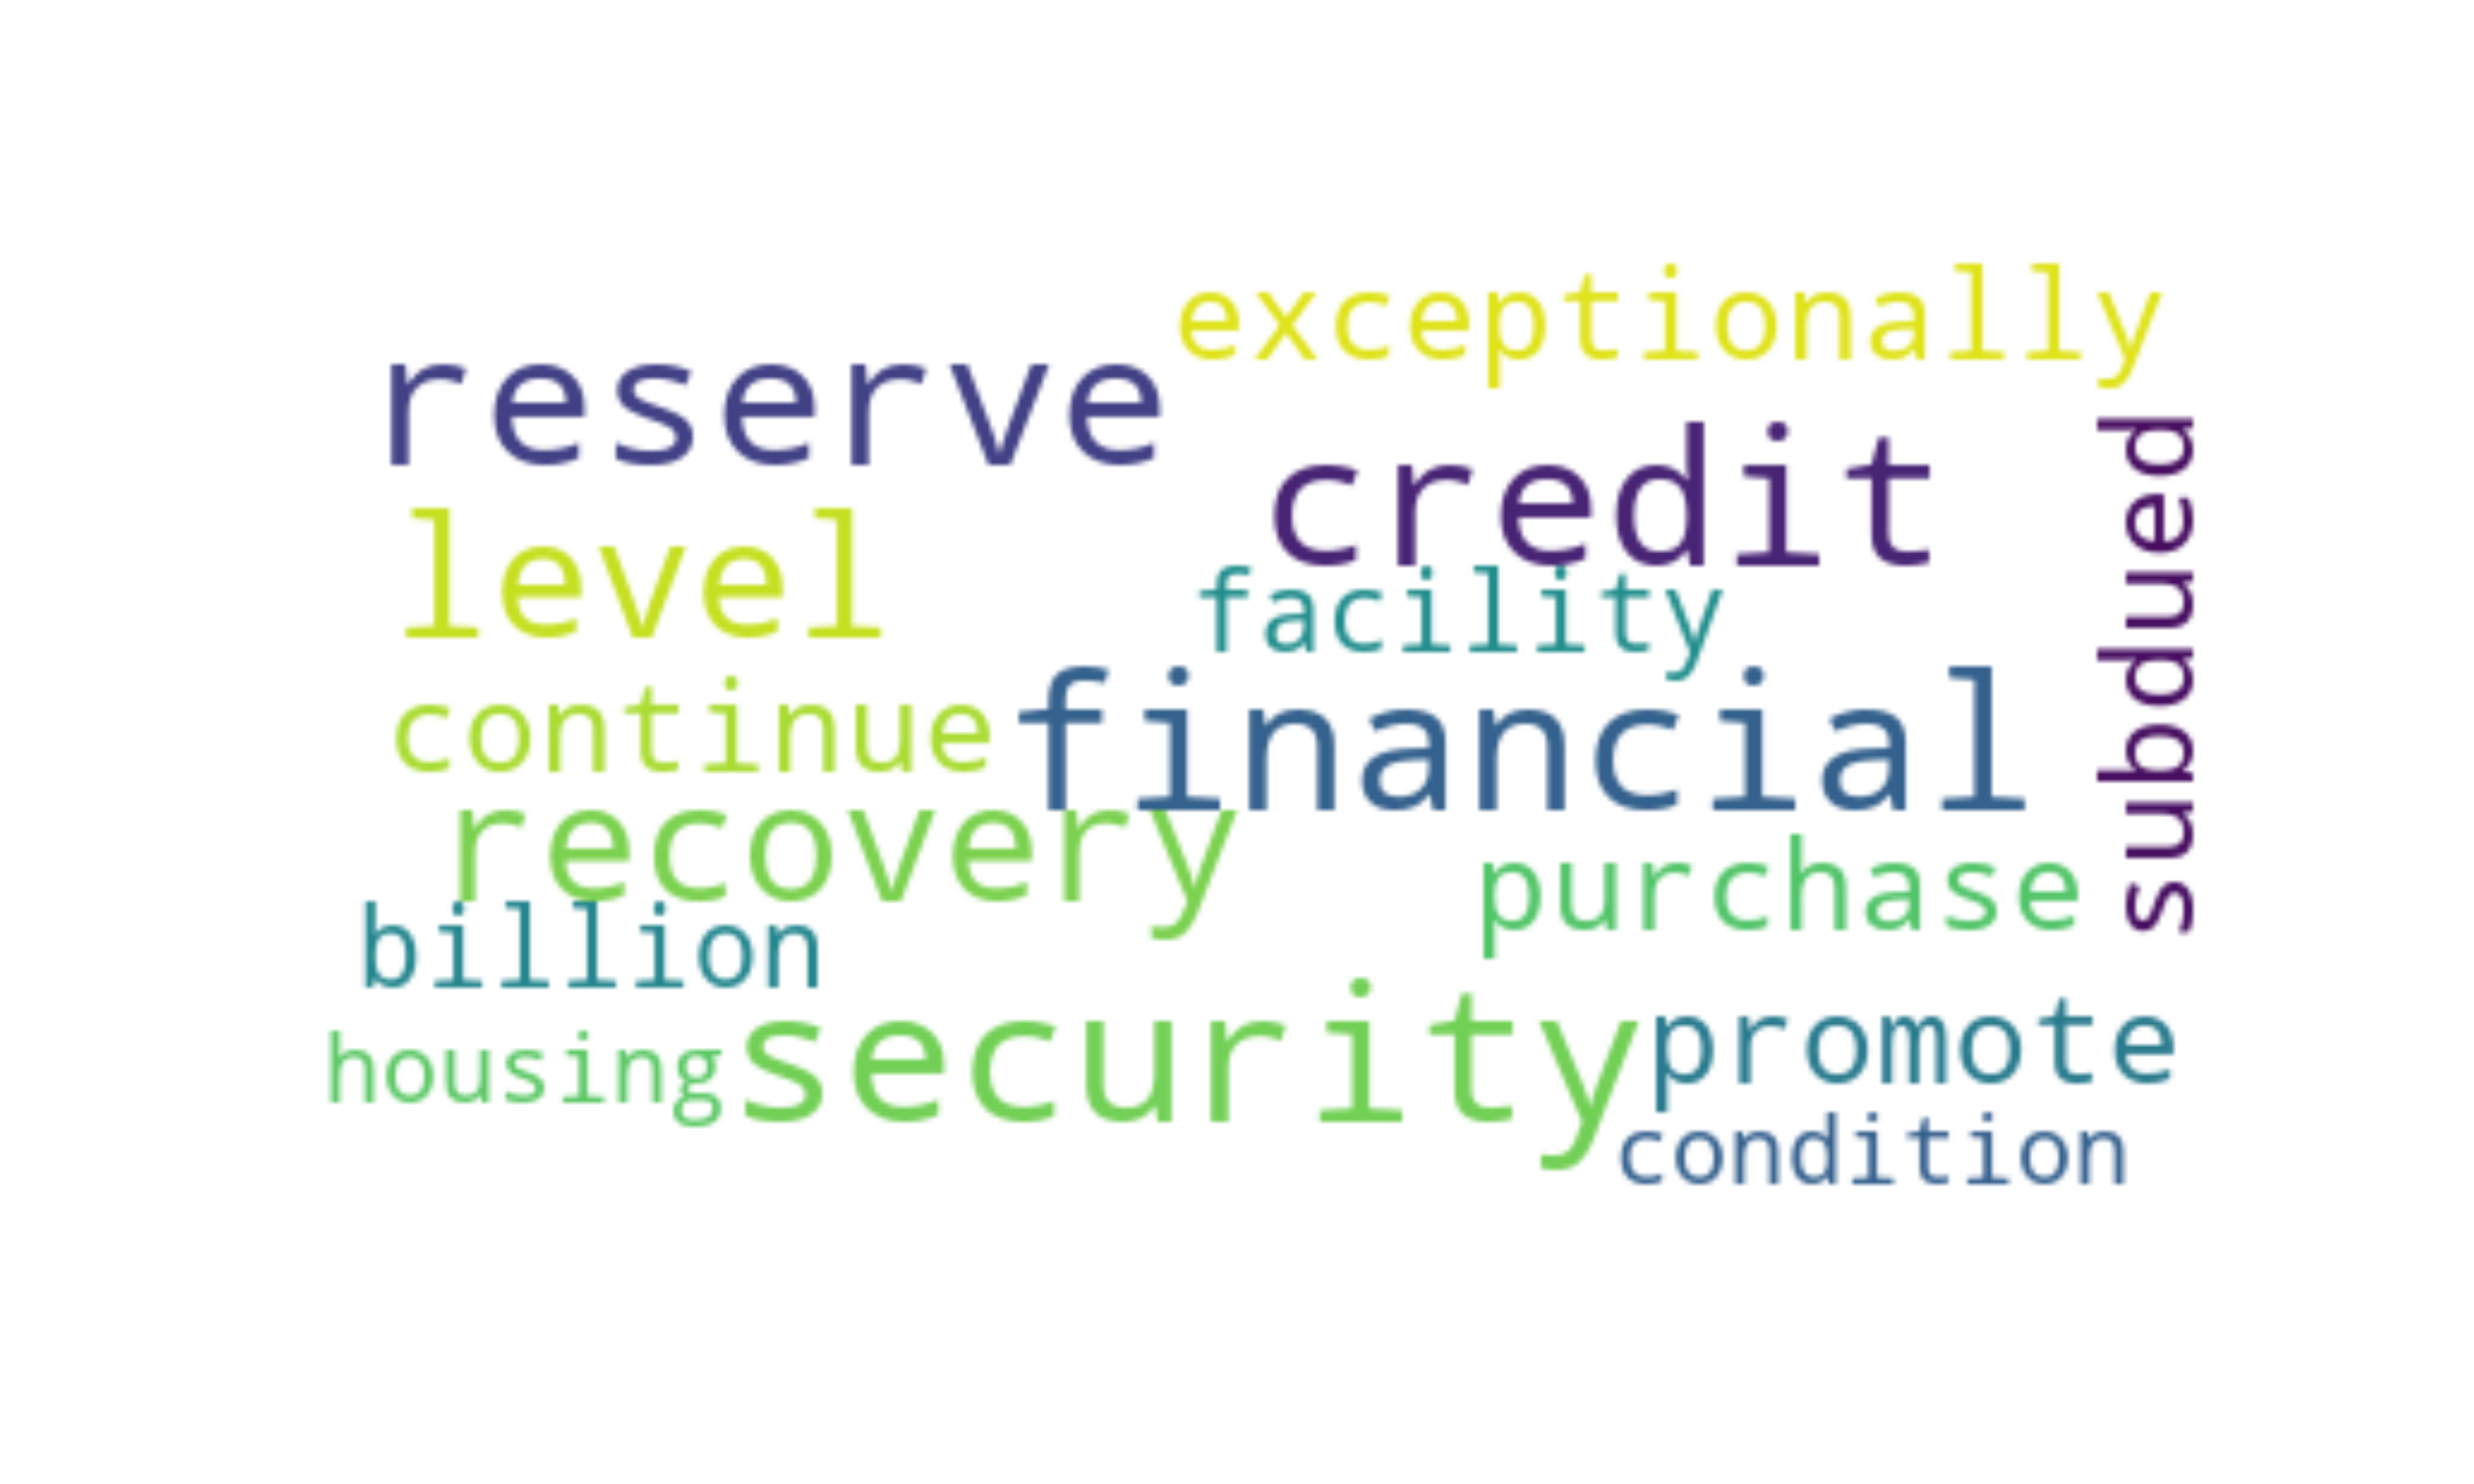 exceptionally
reserve
credit
subdued
level
facility
continue
financial
recovery
purchase
billion
security
promote
housing
condition